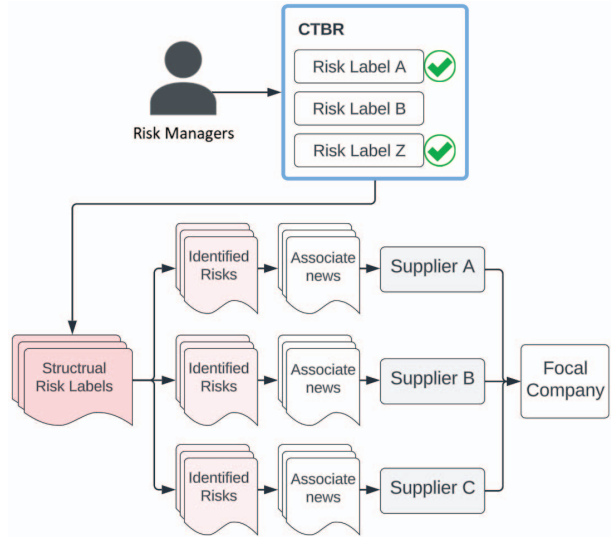 CTBR
Risk Label A
Risk Label B
Risk Label Z
Risk Managers
Identified
Risks
Associate
news
Supplier A
Structrual
Risk Labels
Identified
Risks
Associate
news
Supplier B
Focal
Company
Identified
Risks
Associate
news
Supplier C